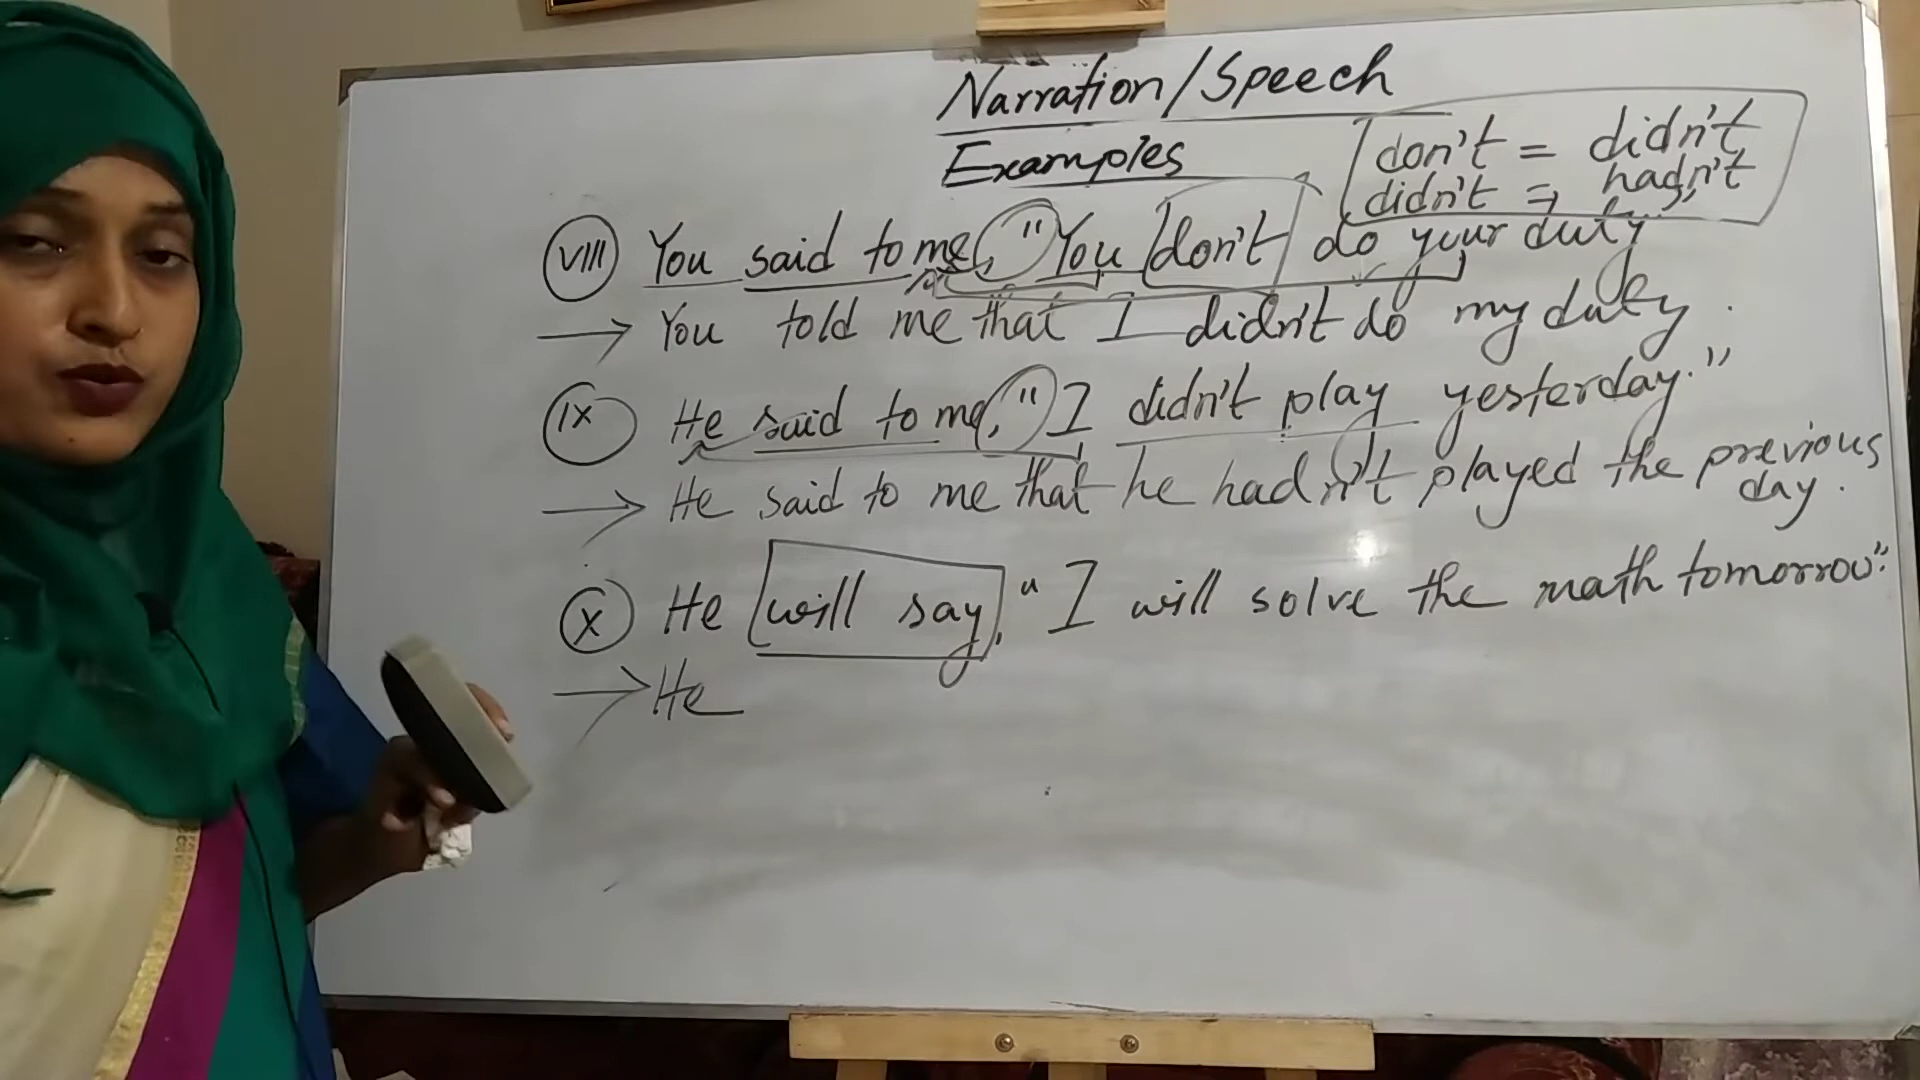 Narration/Speech
Examples
don't = didn't
didn't = hadn't
VIII You said to me, "You don't do your duty
→ You told me that I didn't do my duty.
IX He said to me, "I didn't play yesterday."
→ He said to me that he hadn't played the previous day.
X He will say, "I will solve the math tomorrow."
→ He